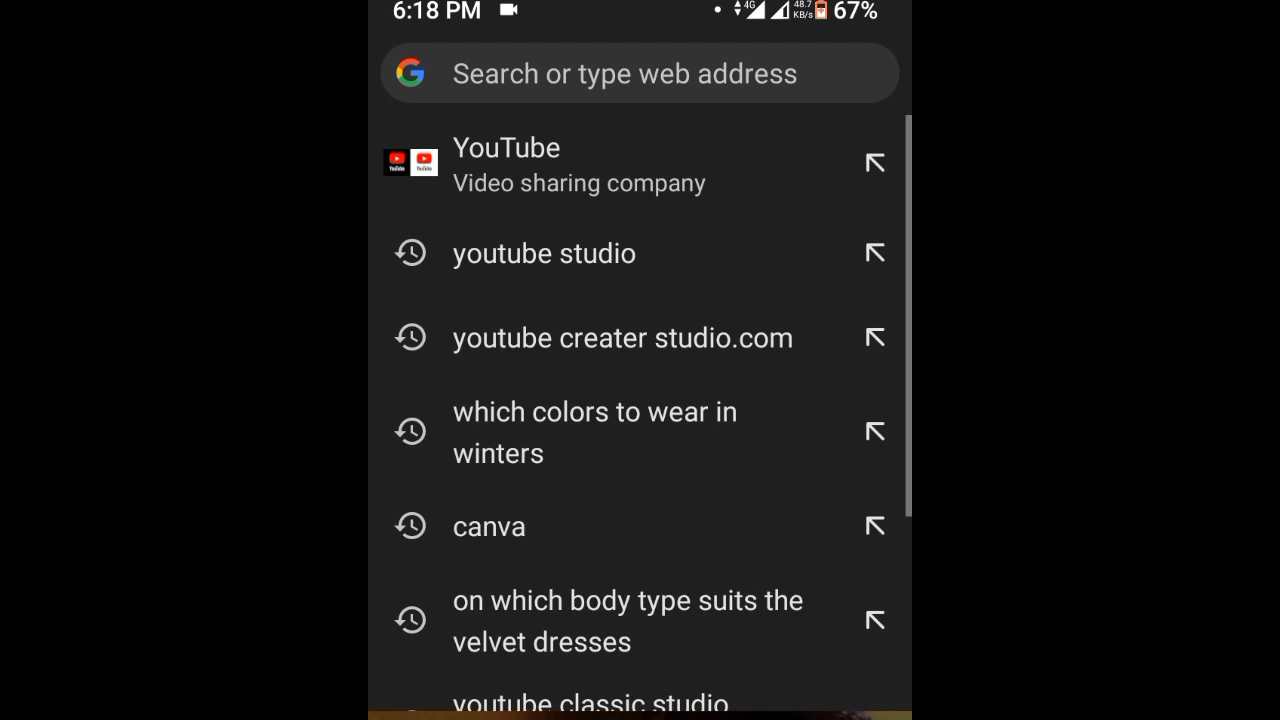 6:18 PM
4G
48.7
KB/s
67%
Search or type web address
YouTube
Video sharing company
YouTube YouTube
youtube studio
youtube creater studio.com
which colors to wear in
winters
canva
on which body type suits the
velvet dresses
youtube classic studio